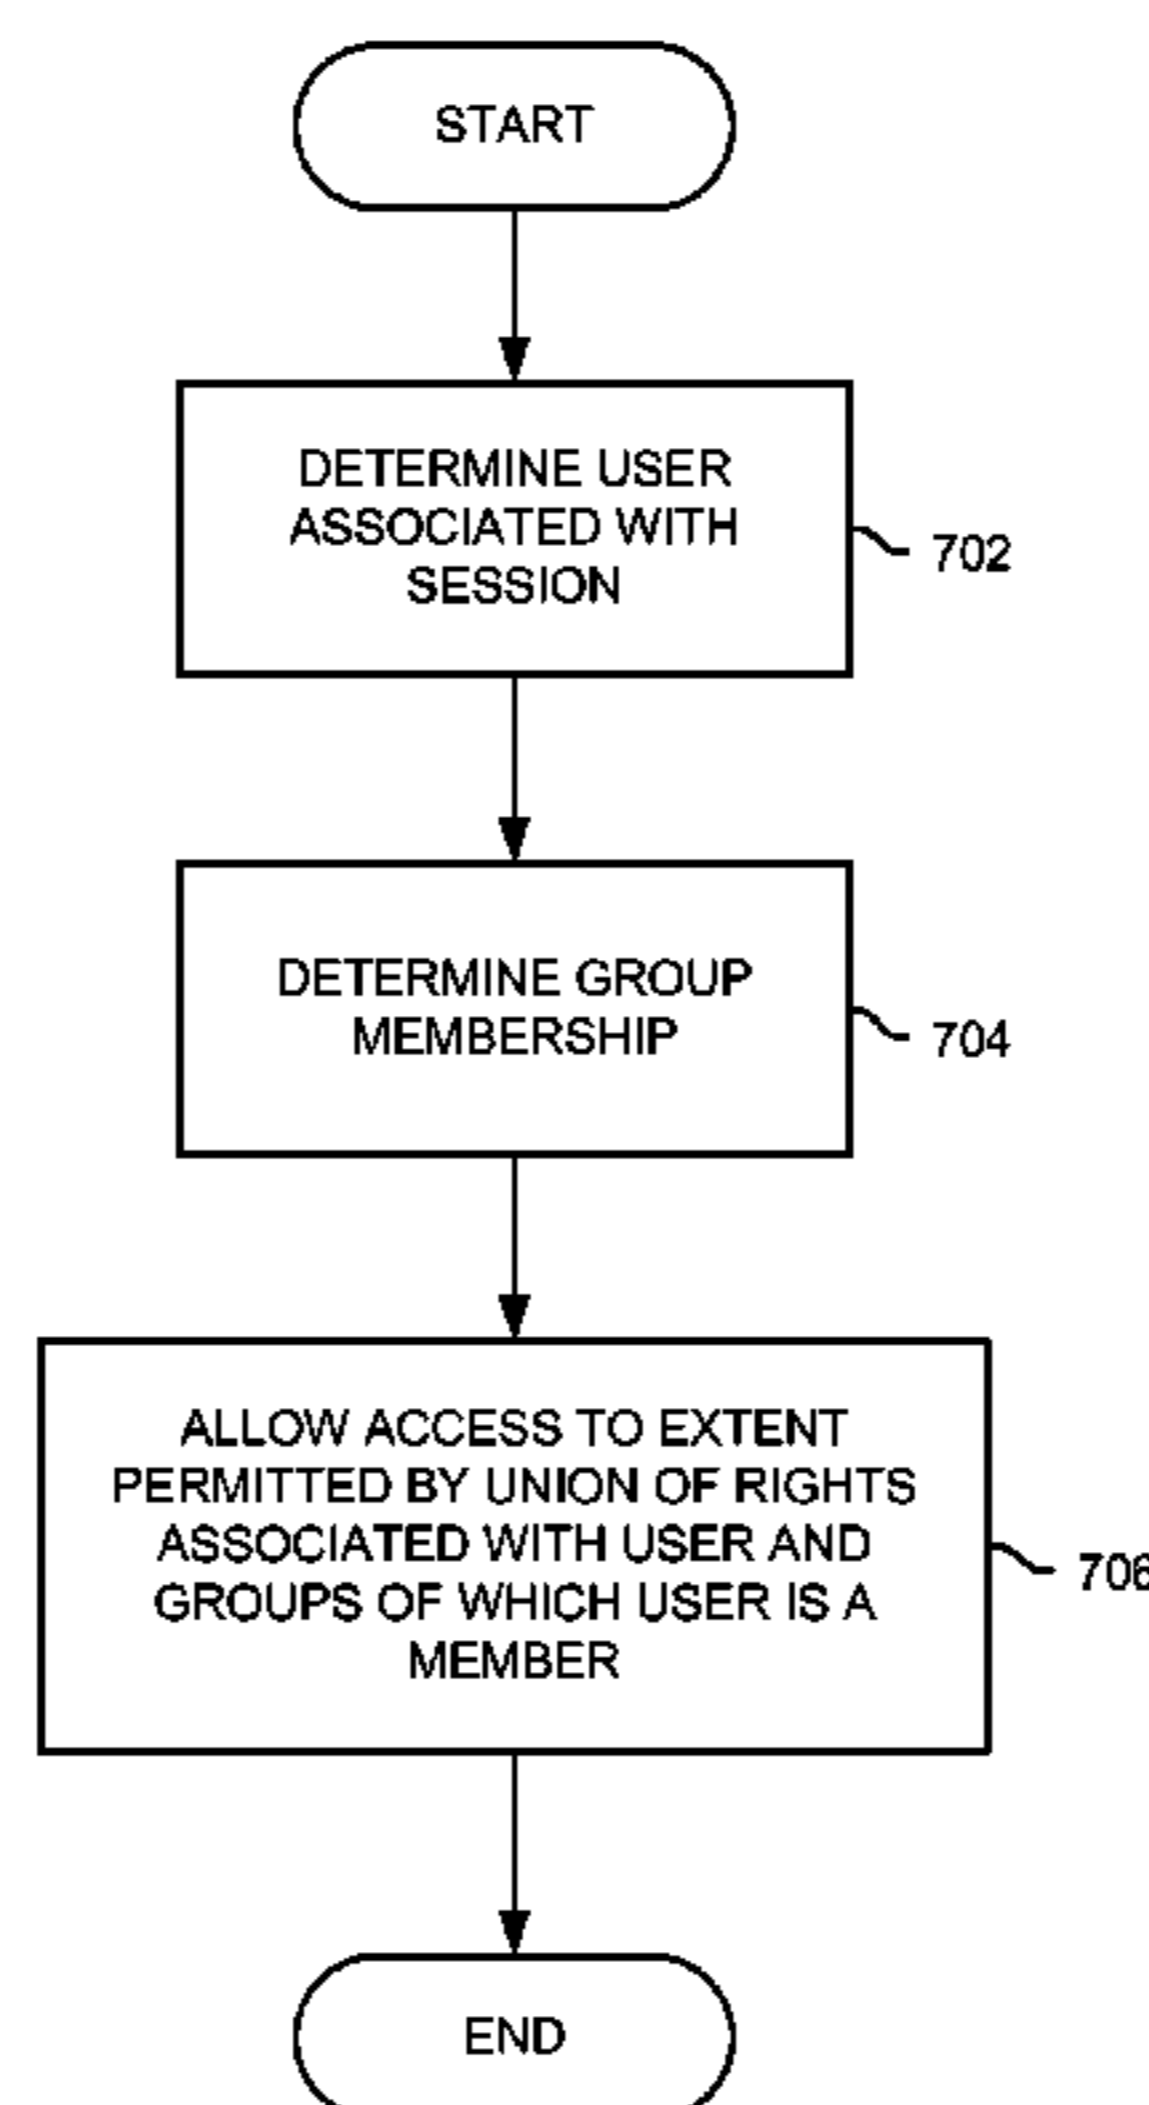 START
DETERMINE USER
ASSOCIATED WITH
SESSION
702
DETERMINE GROUP
MEMBERSHIP
704
ALLOW ACCESS TO EXTENT
PERMITTED BY UNION OF RIGHTS
ASSOCIATED WITH USER AND
GROUPS OF WHICH USER IS A
MEMBER
706
END